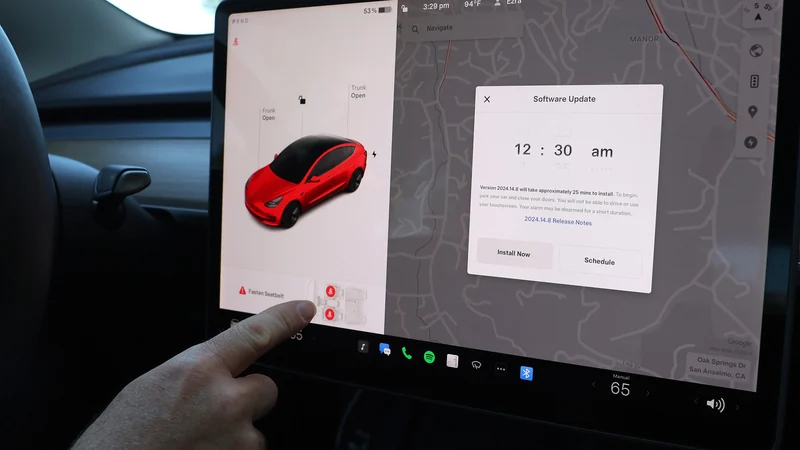 P R N D
53%
3:29 pm
94°F
Ezra
Navigate
MANOR
Frunk
Open
Trunk
Open
Software Update
12 : 30 am
Version 2024.14.8 will take approximately 25 mins to install. To begin,
park your car and close your doors. You will not be able to drive or use
your touchscreen. Your alarm may be disarmed for a short duration.
2024.14.8 Release Notes
Install Now
Schedule
Fasten Seatbelt
Google
Oak Springs Dr
San Anselmo, CA
Manual
65